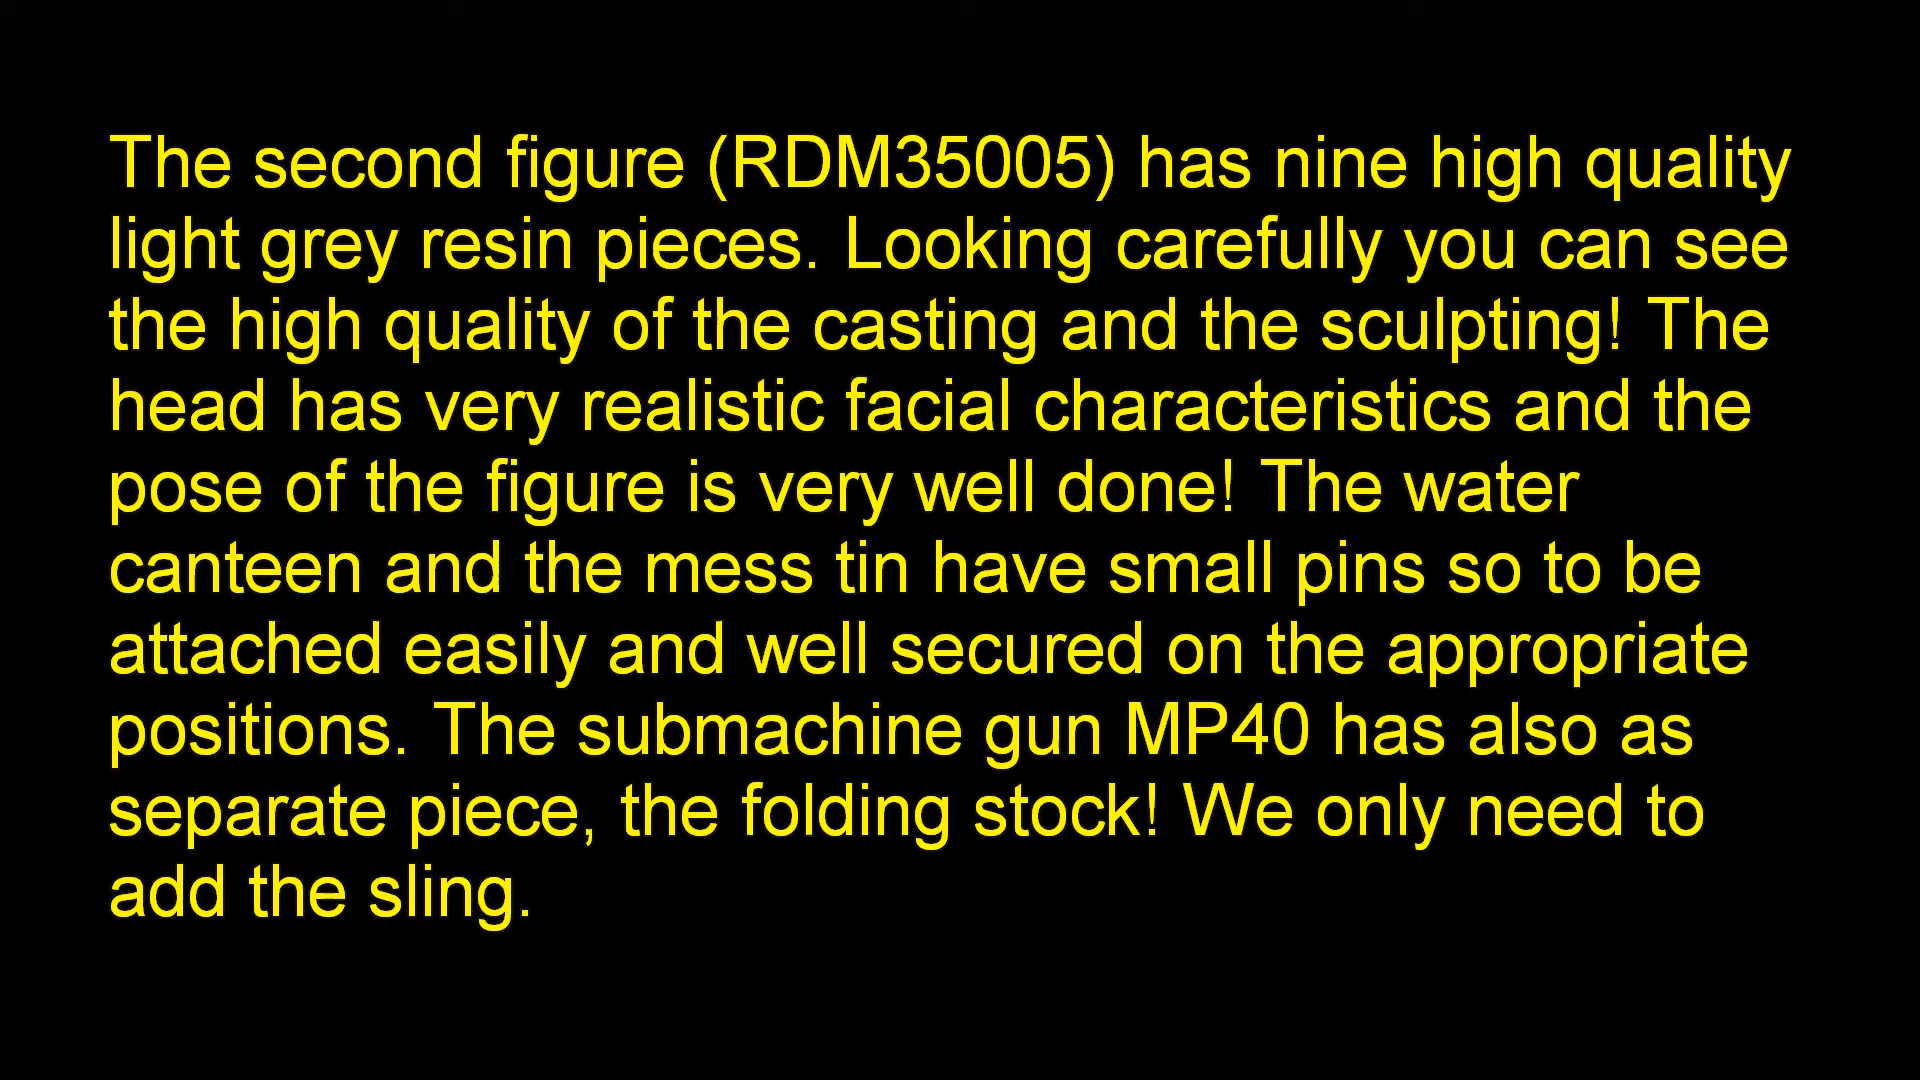 The second figure (RDM35005) has nine high quality
light grey resin pieces. Looking carefully you can see
the high quality of the casting and the sculpting! The
head has very realistic facial characteristics and the
pose of the figure is very well done! The water
canteen and the mess tin have small pins so to be
attached easily and well secured on the appropriate
positions. The submachine gun MP40 has also as
separate piece, the folding stock! We only need to
add the sling.